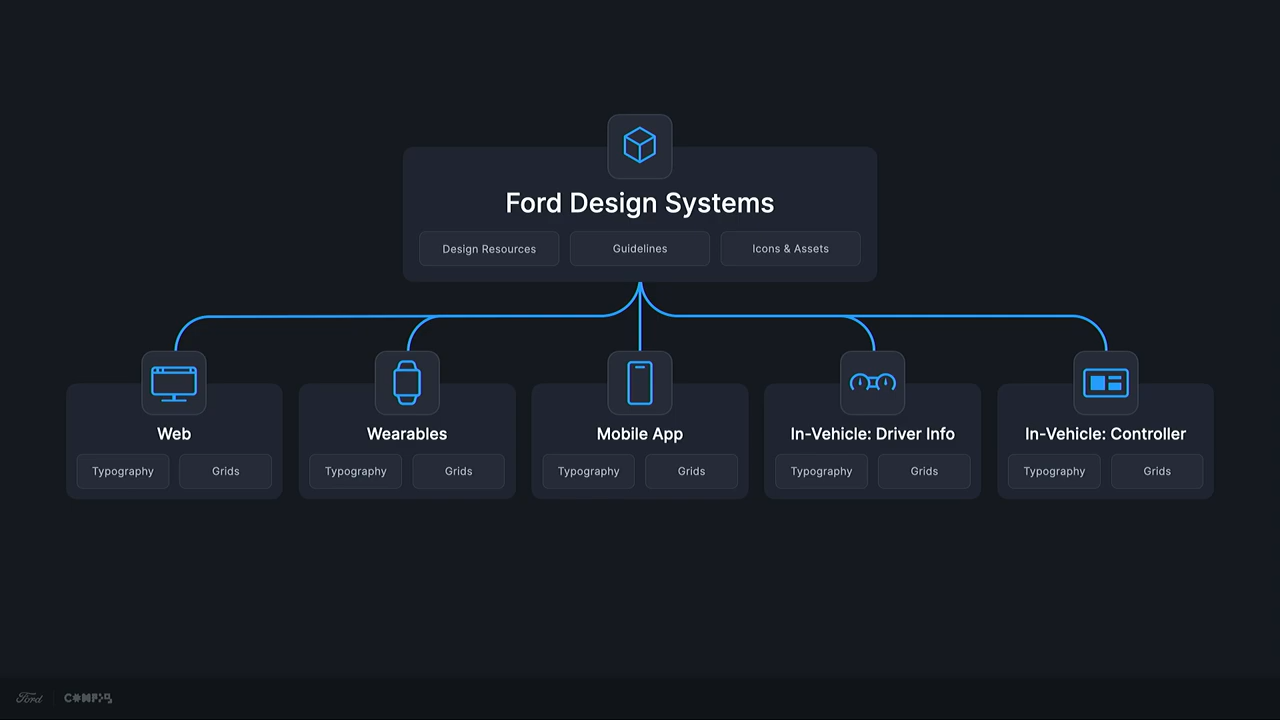 Ford Design Systems
Design Resources
Guidelines
Icons & Assets
Web
Typography
Grids
Wearables
Typography
Grids
Mobile App
Typography
Grids
In-Vehicle: Driver Info
Typography
Grids
In-Vehicle: Controller
Typography
Grids
Ford
CONFIG